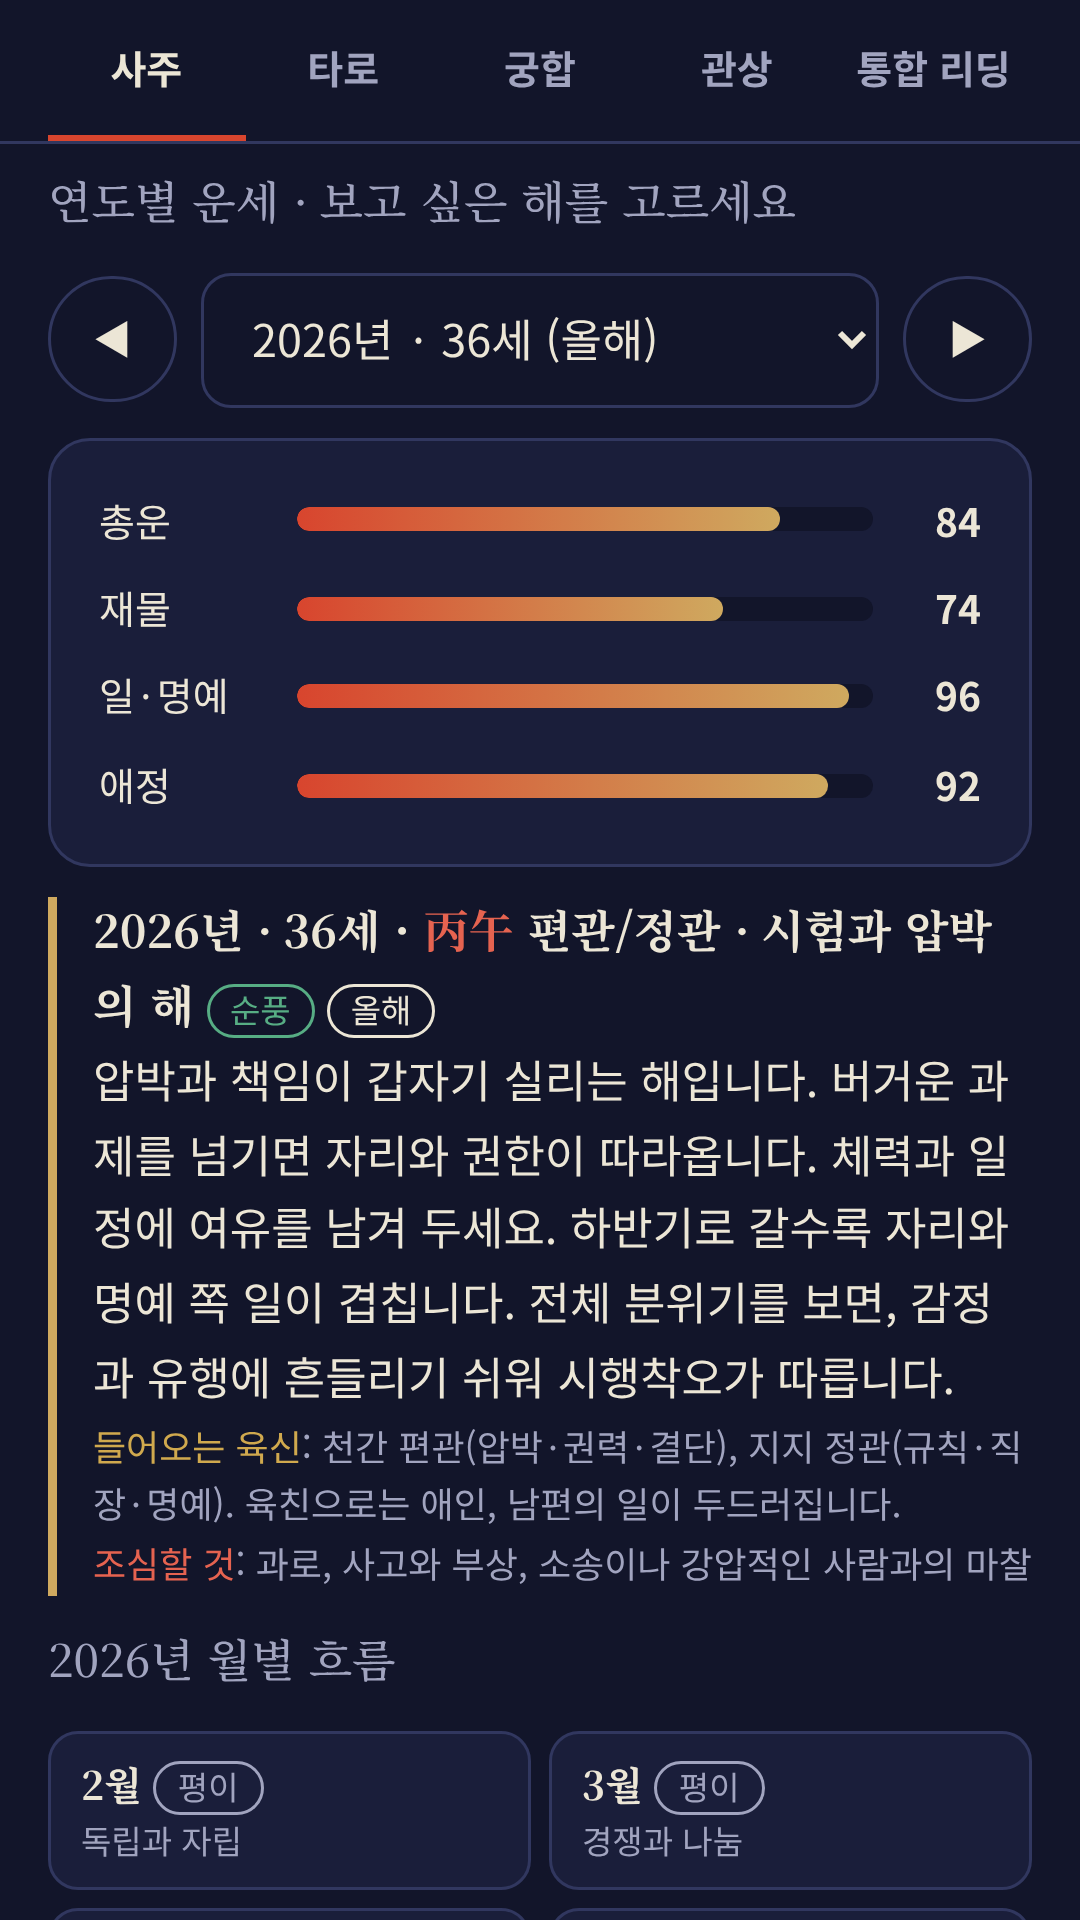 사주 타로 궁합 관상 통합 리딩
연도별 운세 · 보고 싶은 해를 고르세요
◀ 2026년 · 36세 (올해) ▶
총운 84
재물 74
일·명예 96
애정 92
2026년 · 36세 · 丙午 편관/정관 · 시험과 압박
의 해 순풍 올해
압박과 책임이 갑자기 실리는 해입니다. 버거운 과
제를 넘기면 자리와 권한이 따라옵니다. 체력과 일
정에 여유를 남겨 두세요. 하반기로 갈수록 자리와
명예 쪽 일이 겹칩니다. 전체 분위기를 보면, 감정
과 유행에 흔들리기 쉬워 시행착오가 따릅니다.
들어오는 육신: 천간 편관(압박·권력·결단), 지지 정관(규칙·직
장·명예). 육친으로는 애인, 남편의 일이 두드러집니다.
조심할 것: 과로, 사고와 부상, 소송이나 강압적인 사람과의 마찰
2026년 월별 흐름
2월 평이
독립과 자립
3월 평이
경쟁과 나눔